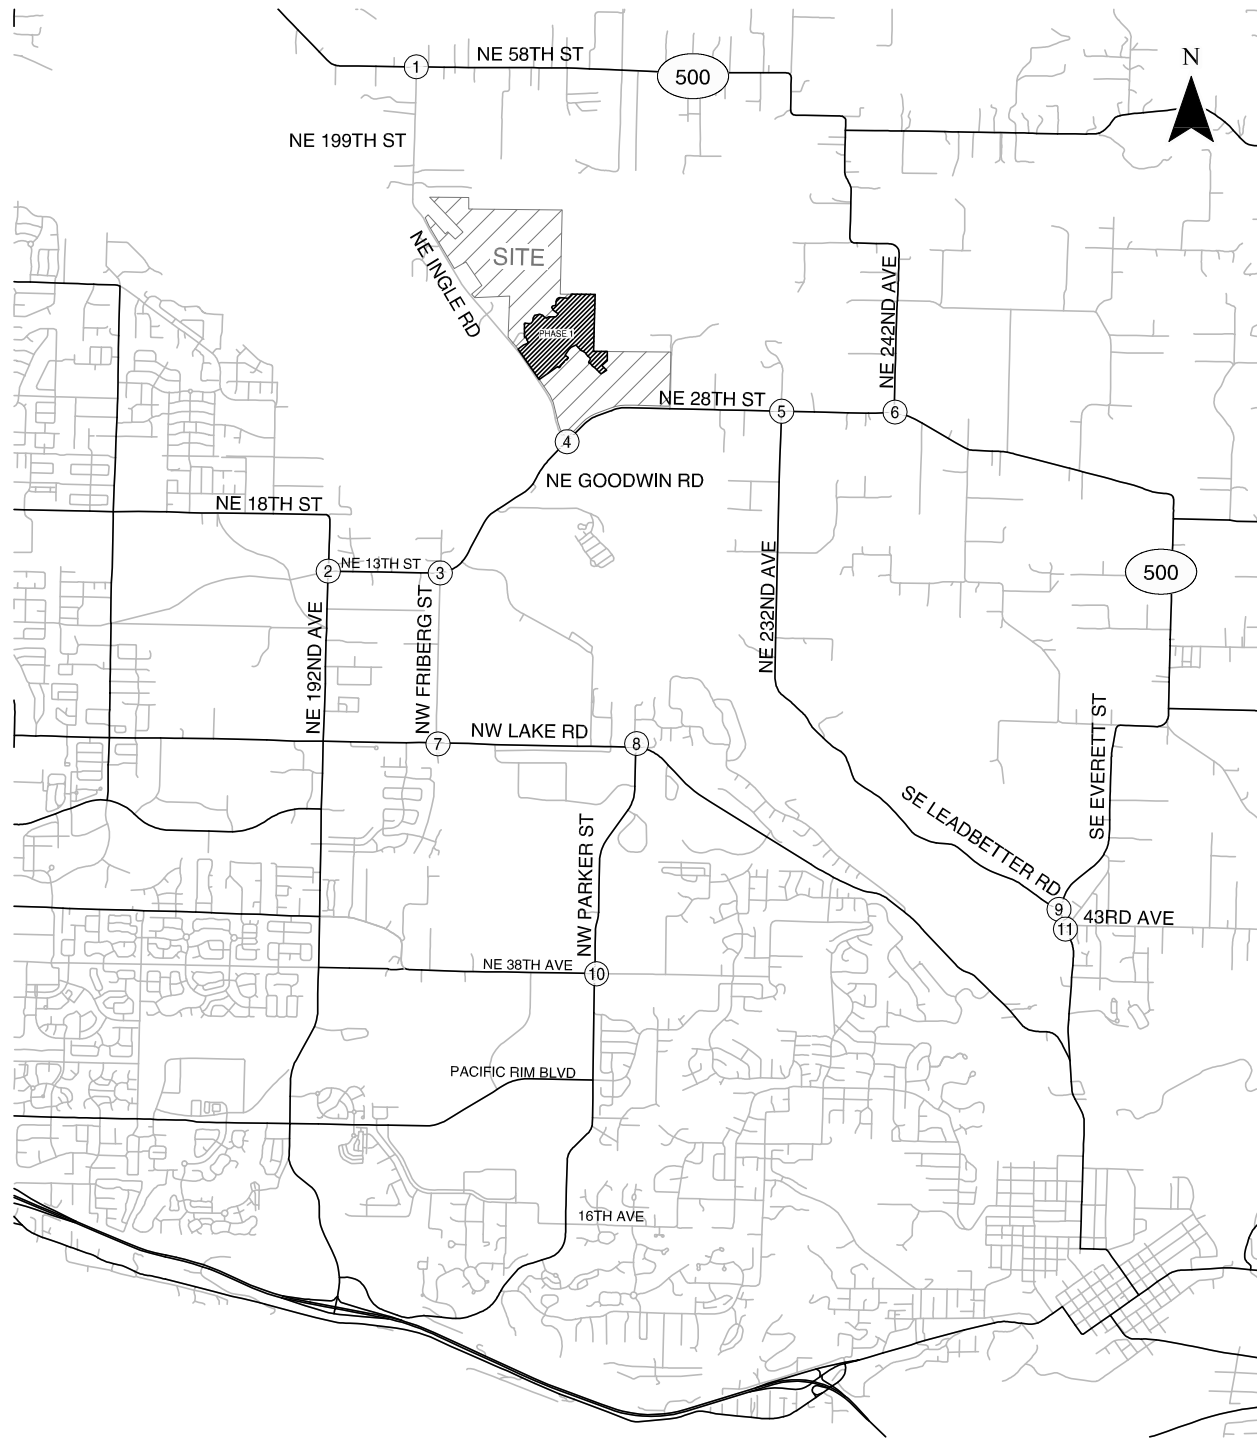 NE 58TH ST
1
500
N
NE 199TH ST
SITE
NE INGLE RD
PHASE 1
NE 242ND AVE
NE 28TH ST
5
6
4
NE GOODWIN RD
NE 18TH ST
NE 13TH ST
2
3
500
NE 232ND AVE
NE 192ND AVE
NW FRIBERG ST
SE EVERETT ST
NW LAKE RD
7
8
SE LEADBETTER RD
NW PARKER ST
9
43RD AVE
11
NE 38TH AVE
10
PACIFIC RIM BLVD
16TH AVE